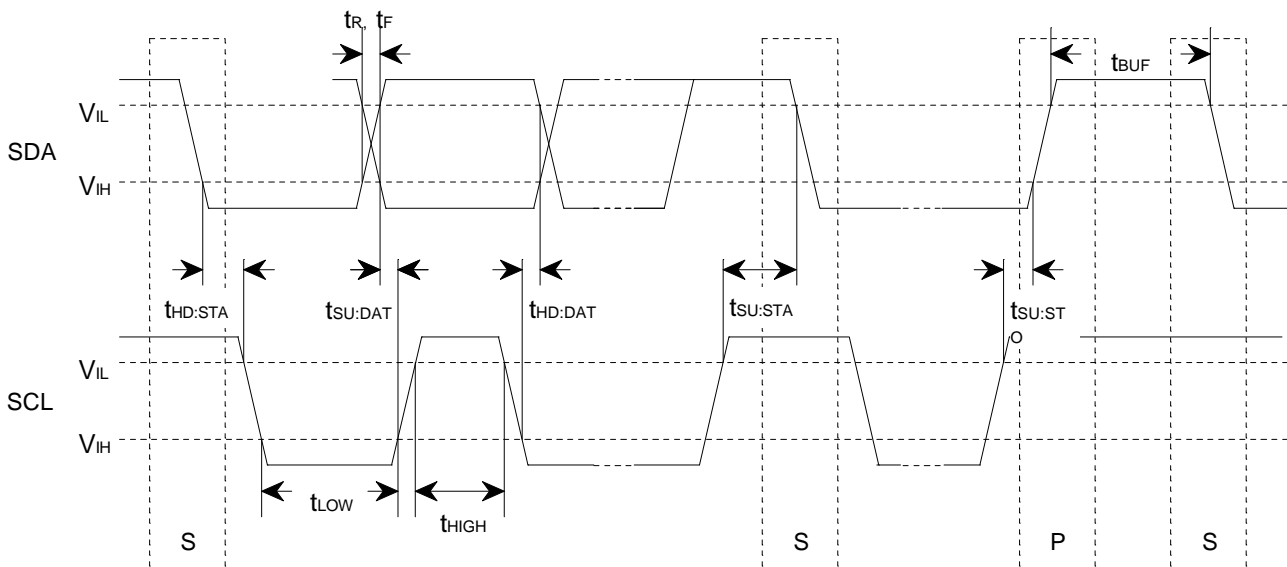 tR, tF
tBUF
VIL
SDA
VIH
tHD:STA
tSU:DAT
tHD:DAT
tSU:STA
tSU:ST
O
VIL
SCL
VIH
tLOW
tHIGH
S
S
P
S